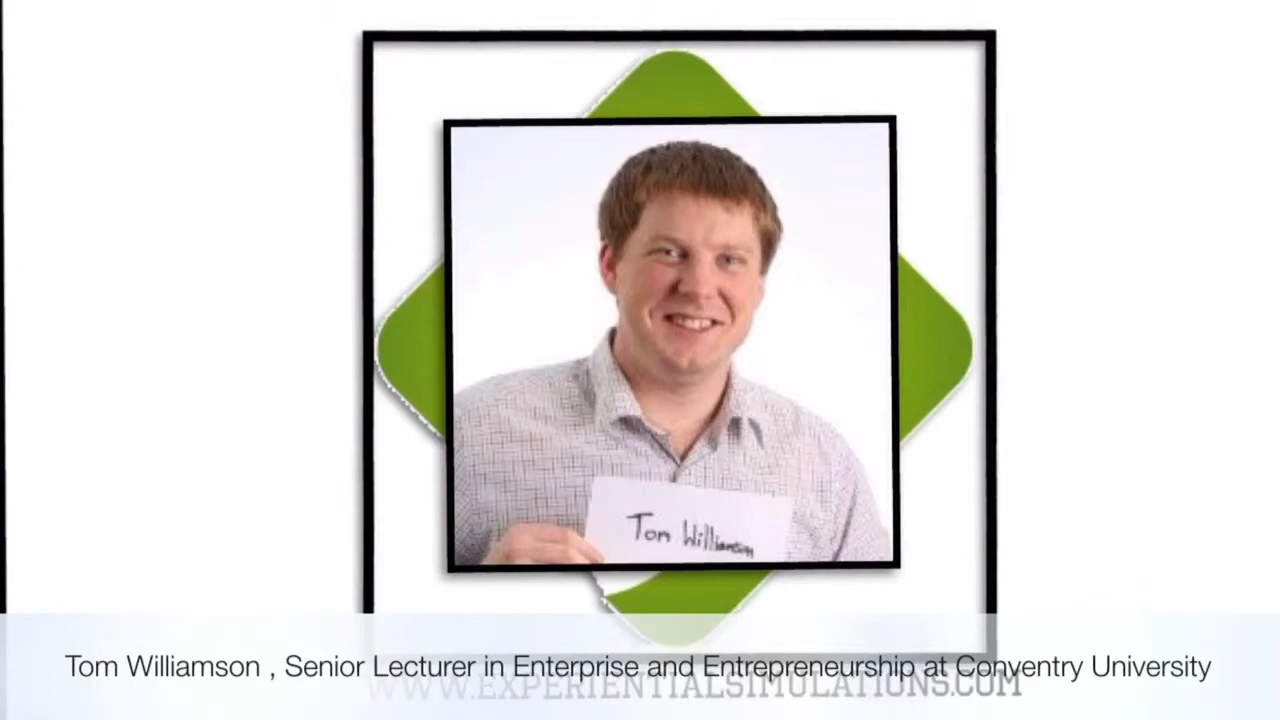 Tom Williamson
Tom Williamson , Senior Lecturer in Enterprise and Entrepreneurship at Conventry University
WWW.EXPERIENTIALSIMULATIONS.COM